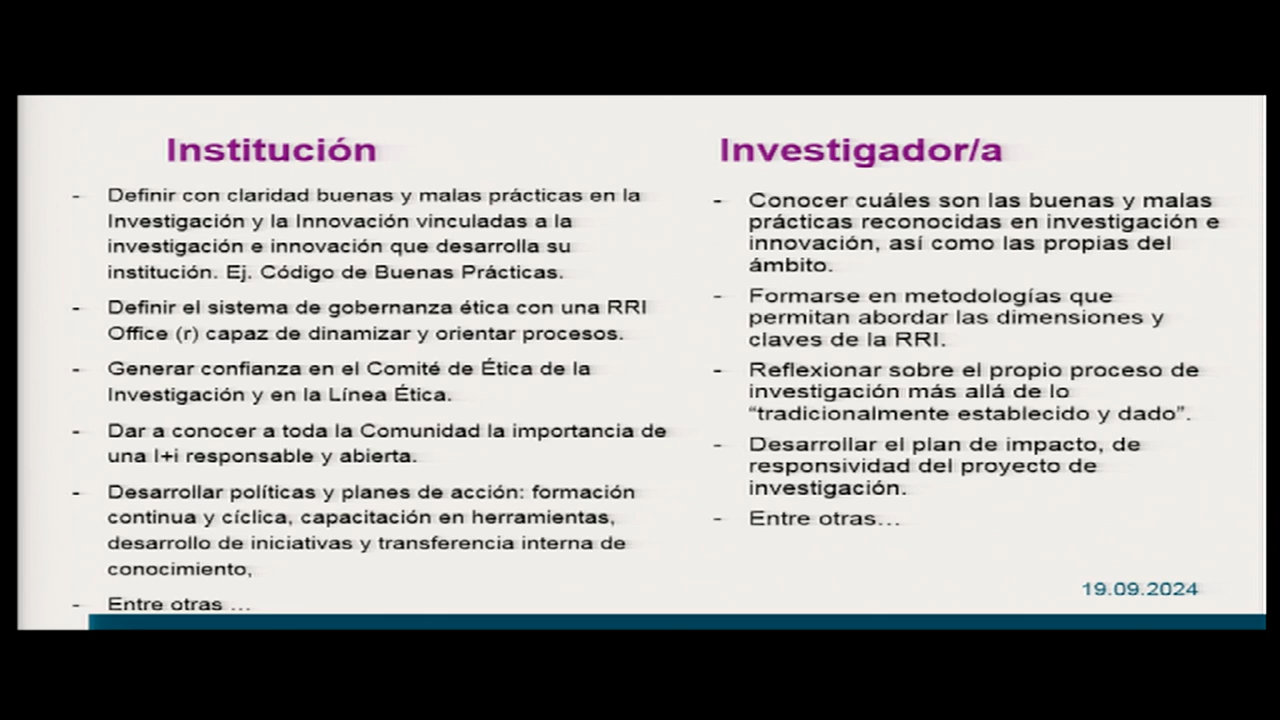 Institución
- Definir con claridad buenas y malas prácticas en la
Investigación y la Innovación vinculadas a la
investigación e innovación que desarrolla su
institución. Ej. Código de Buenas Prácticas.
- Definir el sistema de gobernanza ética con una RRI
Office (r) capaz de dinamizar y orientar procesos.
- Generar confianza en el Comité de Ética de la
Investigación y en la Línea Ética.
- Dar a conocer a toda la Comunidad la importancia de
una I+i responsable y abierta.
- Desarrollar políticas y planes de acción: formación
continua y cíclica, capacitación en herramientas,
desarrollo de iniciativas y transferencia interna de
conocimiento,
- Entre otras ...
Investigador/a
- Conocer cuáles son las buenas y malas
prácticas reconocidas en investigación e
innovación, así como las propias del
ámbito.
- Formarse en metodologías que
permitan abordar las dimensiones y
claves de la RRI.
- Reflexionar sobre el propio proceso de
investigación más allá de lo
“tradicionalmente establecido y dado”.
- Desarrollar el plan de impacto, de
responsividad del proyecto de
investigación.
- Entre otras...
19.09.2024